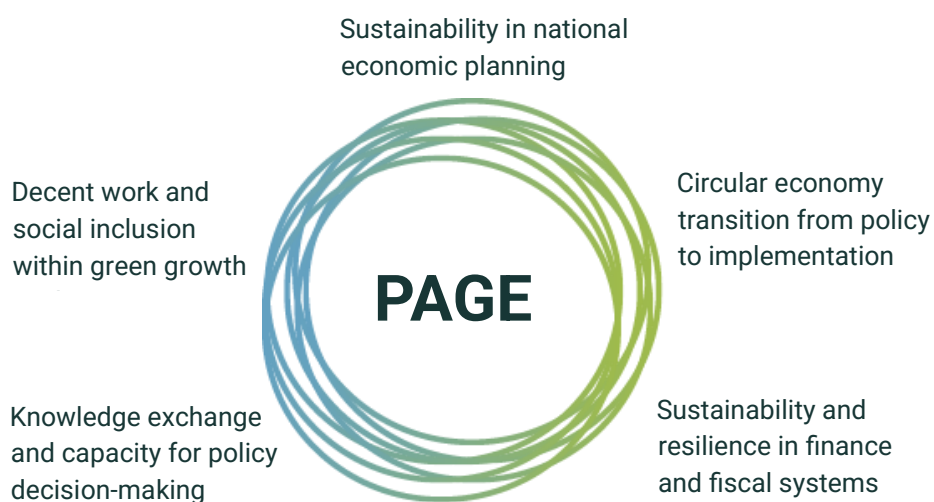 Sustainability in national
economic planning
Decent work and
social inclusion
within green growth
Circular economy
transition from policy
to implementation
PAGE
Knowledge exchange
and capacity for policy
decision-making
Sustainability and
resilience in finance
and fiscal systems